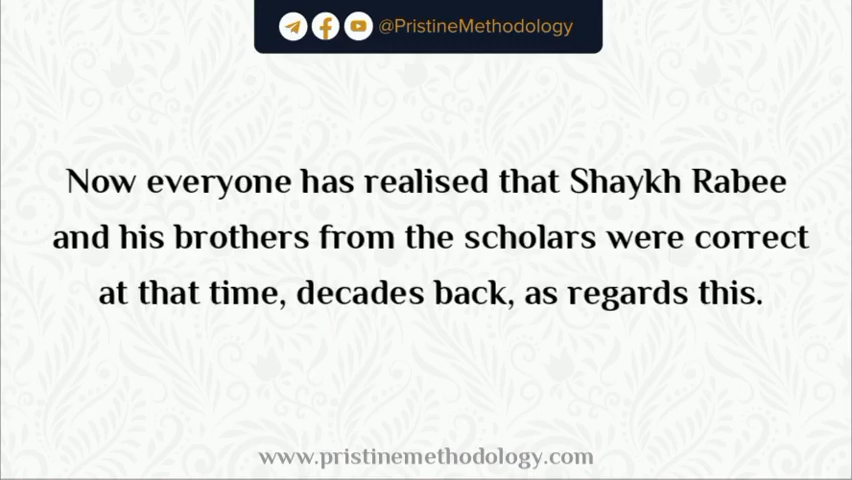 @PristineMethodology
Now everyone has realised that Shaykh Rabee
and his brothers from the scholars were correct
at that time, decades back, as regards this.
www.pristinemethodology.com